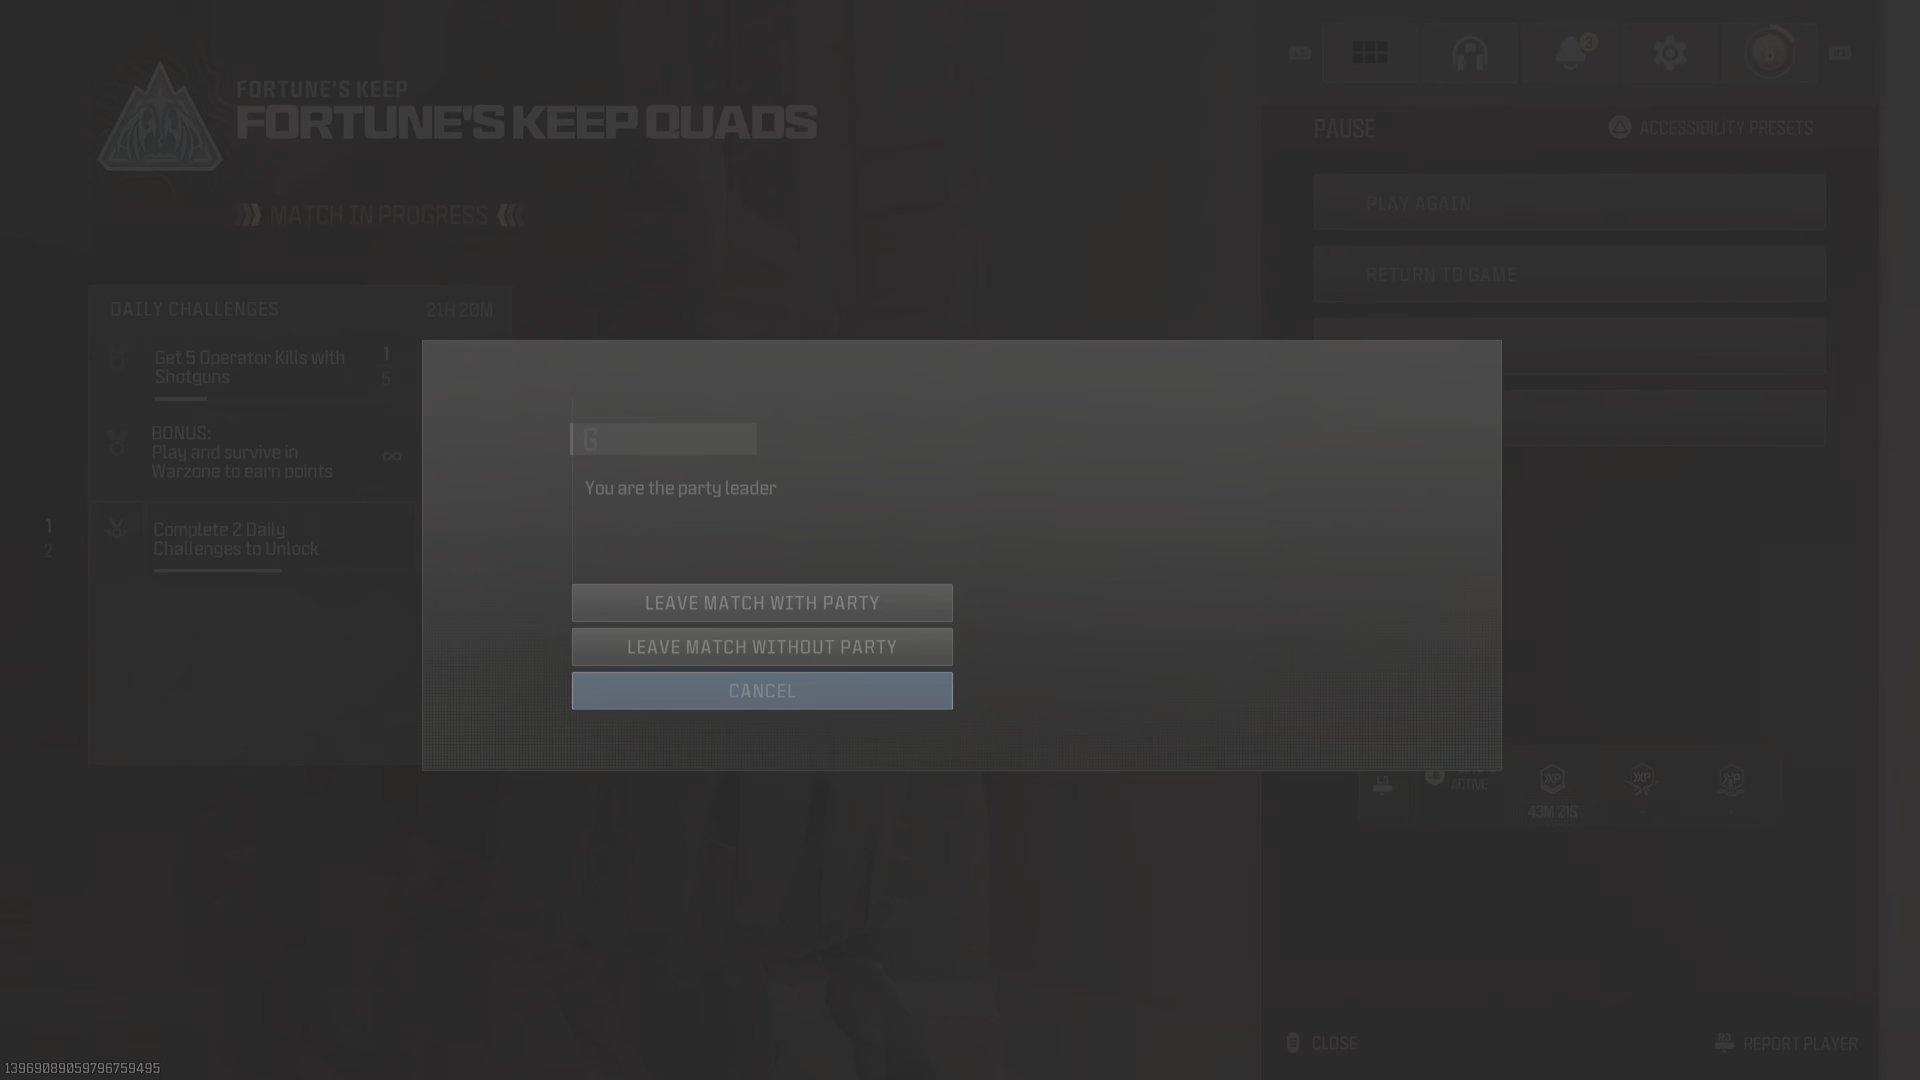 FORTUNE'S KEEP
FORTUNE'S KEEP QUADS
MATCH IN PROGRESS
DAILY CHALLENGES
21H 20M
Get 5 Operator Kills with
Shotguns
1
5
BONUS:
Play and survive in
Warzone to earn points
∞
1
2
Complete 2 Daily
Challenges to Unlock
3
PAUSE
ACCESSIBILITY PRESETS
PLAY AGAIN
RETURN TO GAME
G
You are the party leader
LEAVE MATCH WITH PARTY
LEAVE MATCH WITHOUT PARTY
CANCEL
L3
ACTIVE
43M 21S
CLOSE
R3
REPORT PLAYER
13969089059796759495